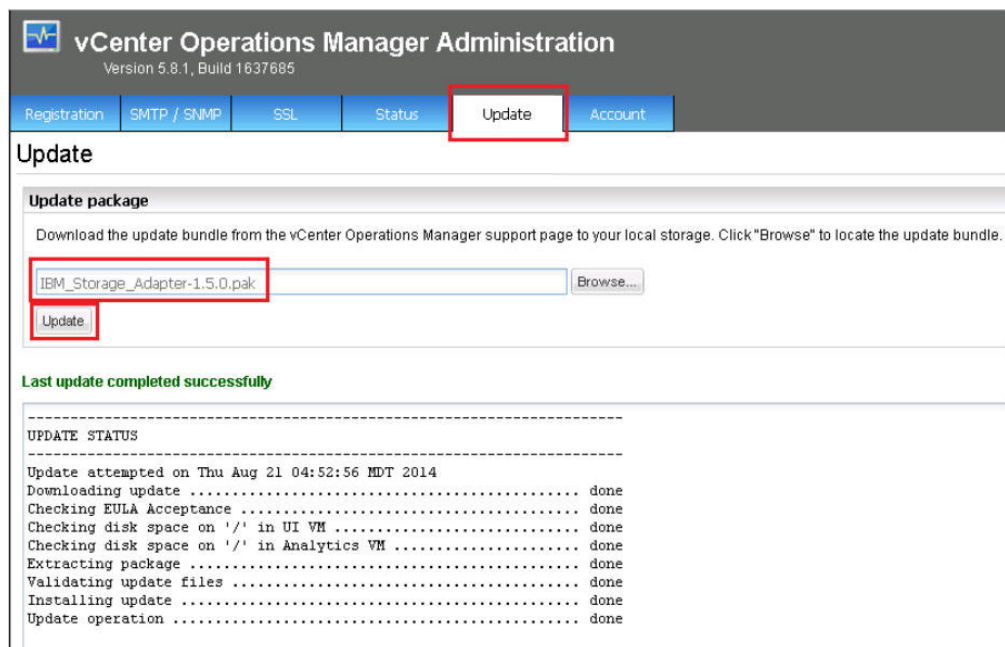 vCenter Operations Manager Administration
Version 5.8.1, Build 1637685
Registration SMTP / SNMP SSL Status Update Account
Update
Update package
Download the update bundle from the vCenter Operations Manager support page to your local storage. Click "Browse" to locate the update bundle.
IBM_Storage_Adapter-1.5.0.pak Browse...
Update
Last update completed successfully
----------------------------------------------------------------------
UPDATE STATUS
----------------------------------------------------------------------
Update attempted on Thu Aug 21 04:52:56 MDT 2014
Downloading update .............................................. done
Checking EULA Acceptance ........................................ done
Checking disk space on '/' in UI VM ............................. done
Checking disk space on '/' in Analytics VM ...................... done
Extracting package .............................................. done
Validating update files ......................................... done
Installing update ............................................... done
Update operation ................................................ done